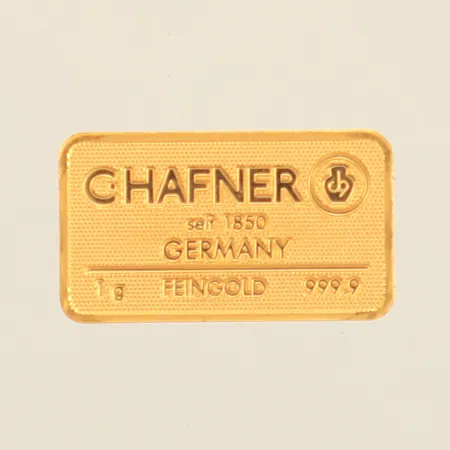 C·HAFNER
seit 1850
GERMANY
1 g FEINGOLD 999.9